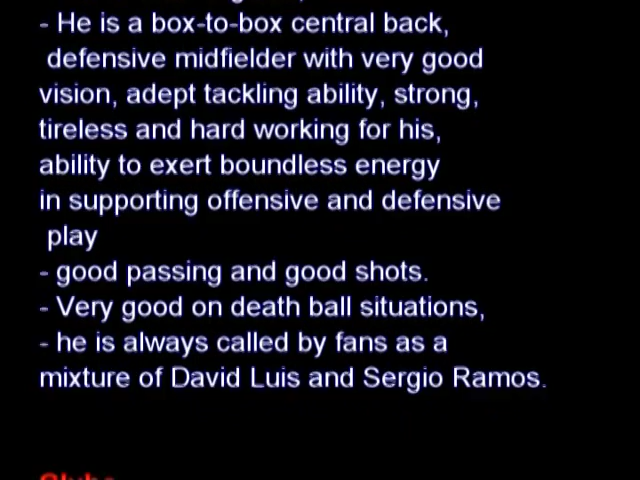 - He is a box-to-box central back,
defensive midfielder with very good
vision, adept tackling ability, strong,
tireless and hard working for his,
ability to exert boundless energy
in supporting offensive and defensive
play
- good passing and good shots.
- Very good on death ball situations,
- he is always called by fans as a
mixture of David Luis and Sergio Ramos.